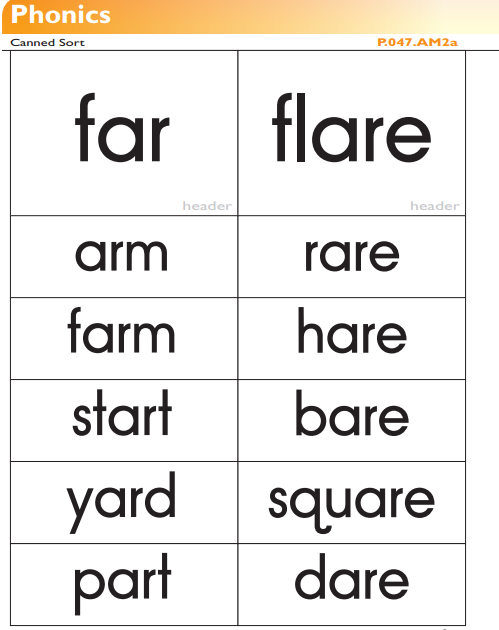 Phonics
Canned Sort P.047.AM2a
far flare
header header
arm rare
farm hare
start bare
yard square
part dare